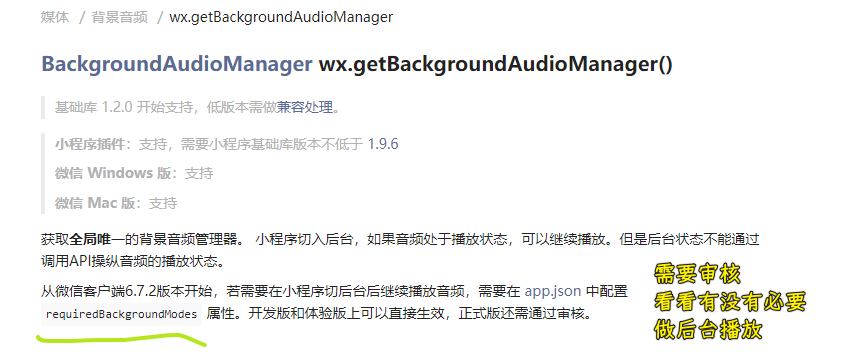 媒体 / 背景音频 / wx.getBackgroundAudioManager
BackgroundAudioManager wx.getBackgroundAudioManager()
基础库 1.2.0 开始支持，低版本需做兼容处理。
小程序插件：支持，需要小程序基础库版本不低于 1.9.6
微信 Windows 版：支持
微信 Mac 版：支持
获取全局唯一的背景音频管理器。 小程序切入后台，如果音频处于播放状态，可以继续播放。但是后台状态不能通过
调用API操纵音频的播放状态。
从微信客户端6.7.2版本开始，若需要在小程序切后台后继续播放音频，需要在 app.json 中配置
requiredBackgroundModes 属性。开发版和体验版上可以直接生效，正式版还需通过审核。
需要审核
看看有没有必要
做后台播放